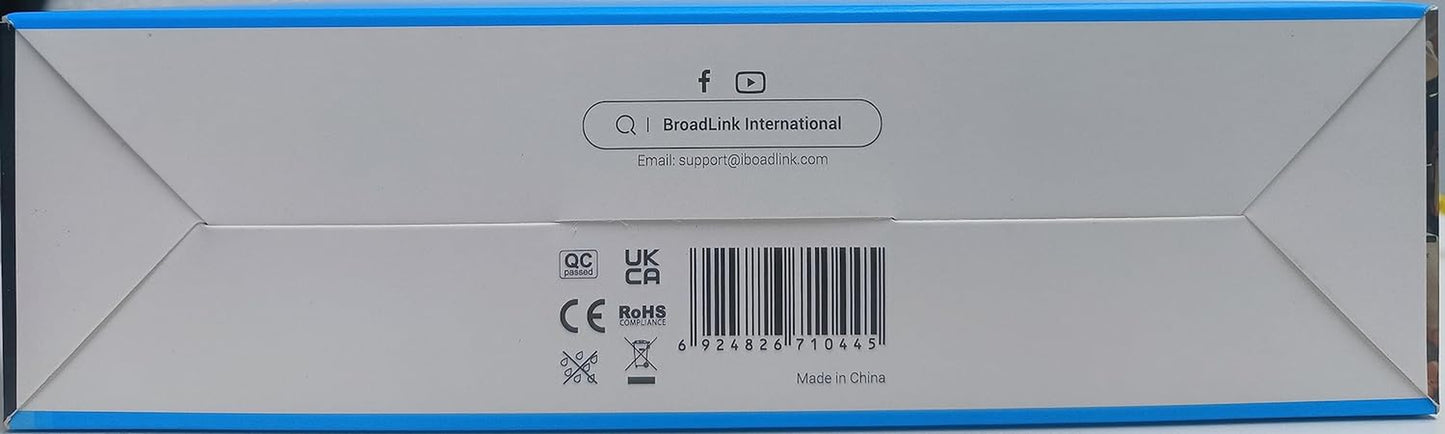 BroadLink International
Email: support@iboadlink.com
QC
passed
UK
CA
CE
RoHS
COMPLIANCE
6 924826 710445
Made in China